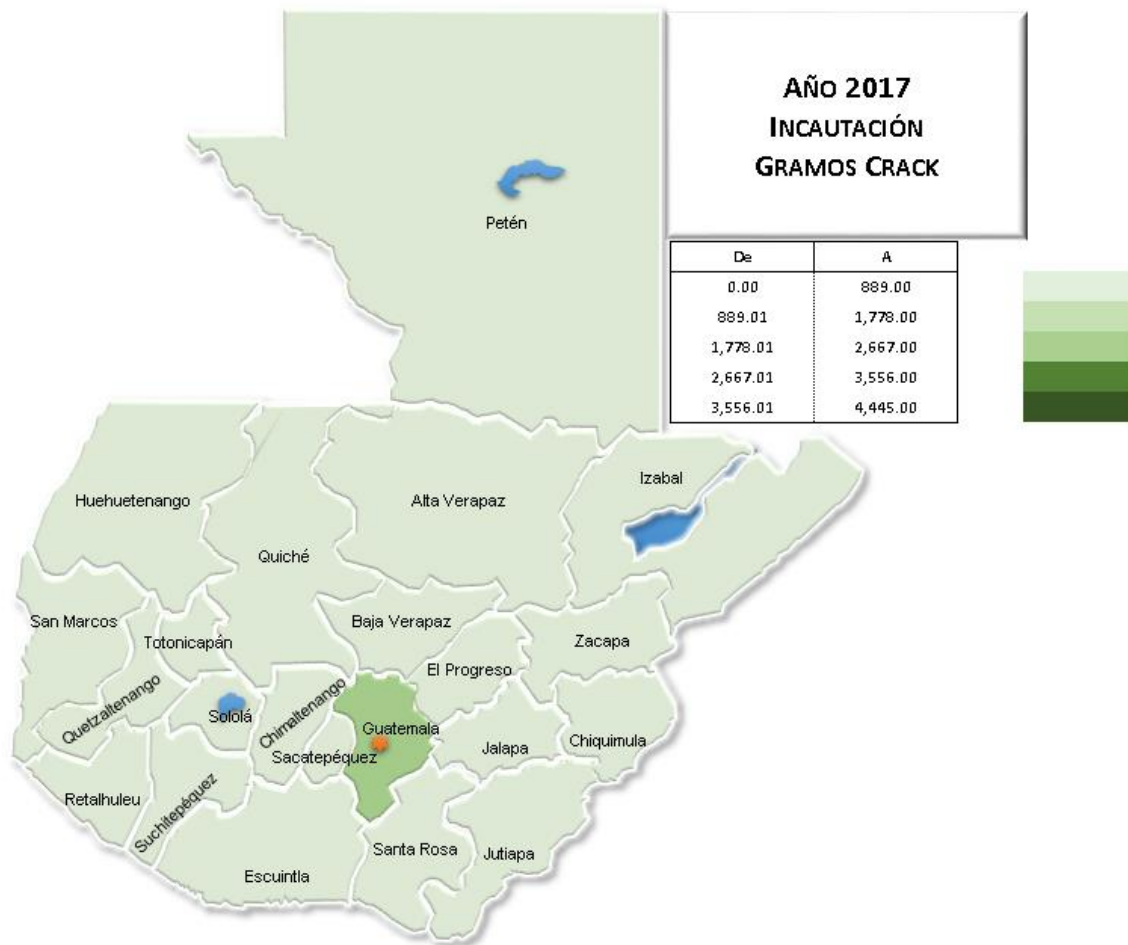 AÑO 2017
INCAUTACIÓN
GRAMOS CRACK
De A
0.00 889.00
889.01 1,778.00
1,778.01 2,667.00
2,667.01 3,556.00
3,556.01 4,445.00
Petén
Izabal
Huehuetenango
Alta Verapaz
Quiché
San Marcos
Baja Verapaz
Totonicapán
Zacapa
El Progreso
Quetzaltenango
Sololá
Chimaltenango
Guatemala
Sacatepéquez
Jalapa
Chiquimula
Retalhuleu
Suchitepéquez
Santa Rosa
Jutiapa
Escuintla